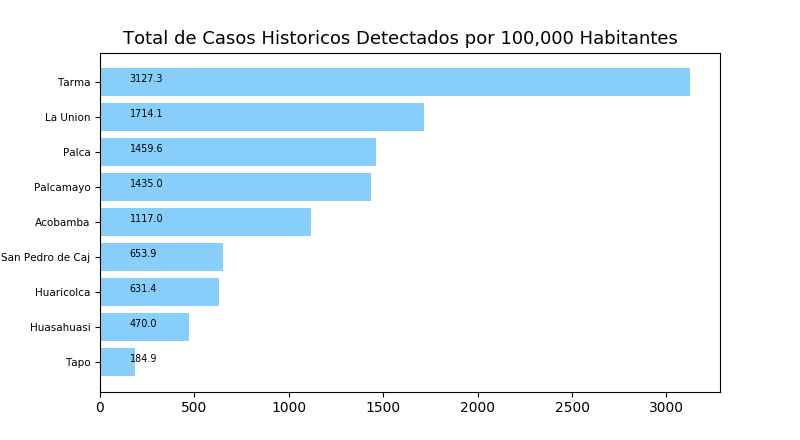 Total de Casos Historicos Detectados por 100,000 Habitantes
Tarma 3127.3
La Union 1714.1
Palca 1459.6
Palcamayo 1435.0
Acobamba 1117.0
San Pedro de Caj 653.9
Huaricolca 631.4
Huasahuasi 470.0
Tapo 184.9
0 500 1000 1500 2000 2500 3000